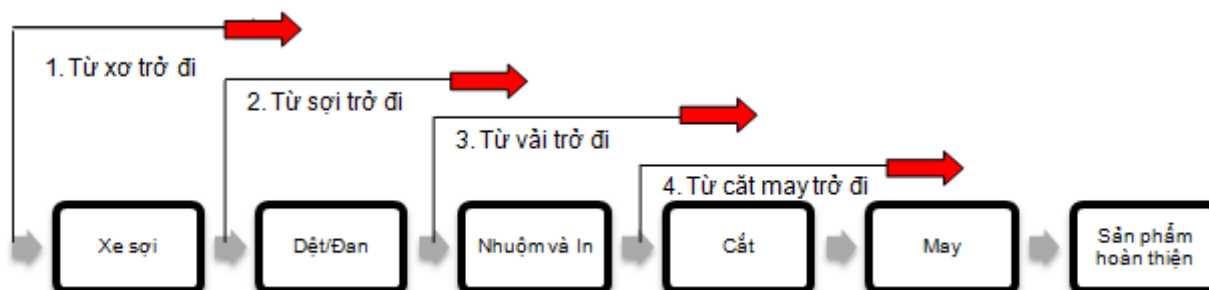 1. Từ xơ trở đi
2. Từ sợi trở đi
3. Từ vải trở đi
4. Từ cắt may trở đi
Xe sợi
Dệt/Đan
Nhuộm và In
Cắt
May
Sản phẩm
hoàn thiện